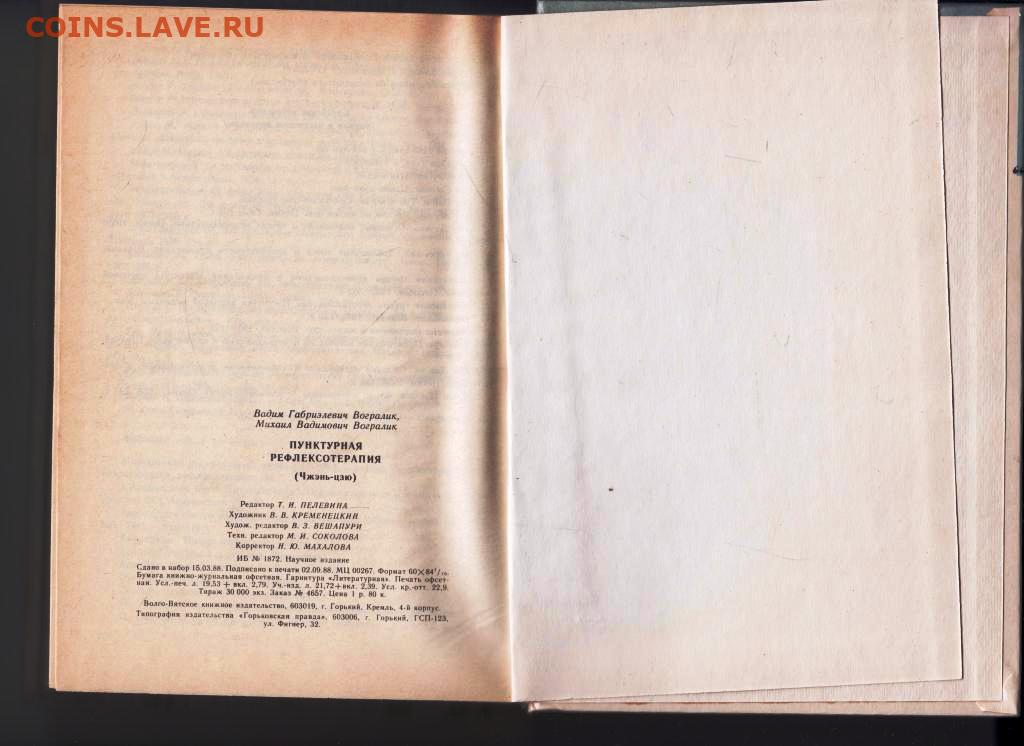 COINS.LAVE.RU
Вадим Габриэлевич Вогралик,
Михаил Вадимович Вогралик
ПУНКТУРНАЯ
РЕФЛЕКСОТЕРАПИЯ
(Чжэнь-цзю)
Редактор Т. И. ПЕЛЕВИНА
Художник В. В. КРЕМЕНЕЦКИЙ
Худож. редактор В. З. ВЕШАПУРИ
Техн. редактор М. И. СОКОЛОВА
Корректор Н. Ю. МАХАЛОВА
ИБ № 1872. Научное издание
Сдано в набор 15.03.88. Подписано к печати 02.09.88. МЦ 00267. Формат 60×84¹/₁₆.
Бумага книжно-журнальная офсетная. Гарнитура «Литературная». Печать офсет-
ная. Усл.-печ. л. 19,53 + вкл. 2,79. Уч.-изд. л. 21,72+вкл. 2,39. Усл. кр.-отт. 22,9.
Тираж 30 000 экз. Заказ № 4657. Цена 1 р. 80 к.
Волго-Вятское книжное издательство, 603019, г. Горький, Кремль, 4-й корпус.
Типография издательства «Горьковская правда», 603006, г. Горький, ГСП-123,
ул. Фигнер, 32.